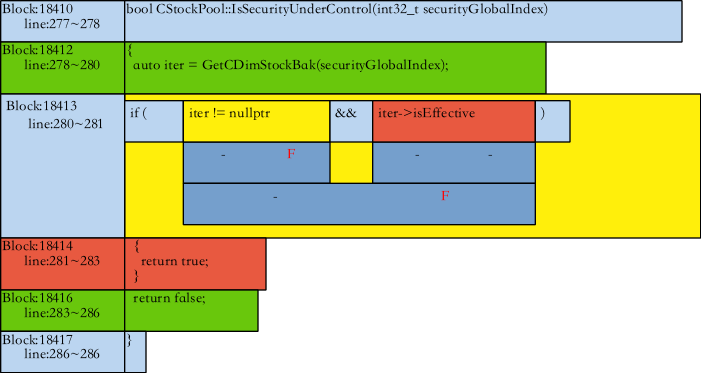 Block:18410 bool CStockPool::IsSecurityUnderControl(int32_t securityGlobalIndex)
line:277~278
Block:18412 {
line:278~280 auto iter = GetCDimStockBak(securityGlobalIndex);
Block:18413 if ( iter != nullptr && iter->isEffective )
line:280~281
- F - -
- F
Block:18414 {
line:281~283 return true;
}
Block:18416 return false;
line:283~286
Block:18417 }
line:286~286